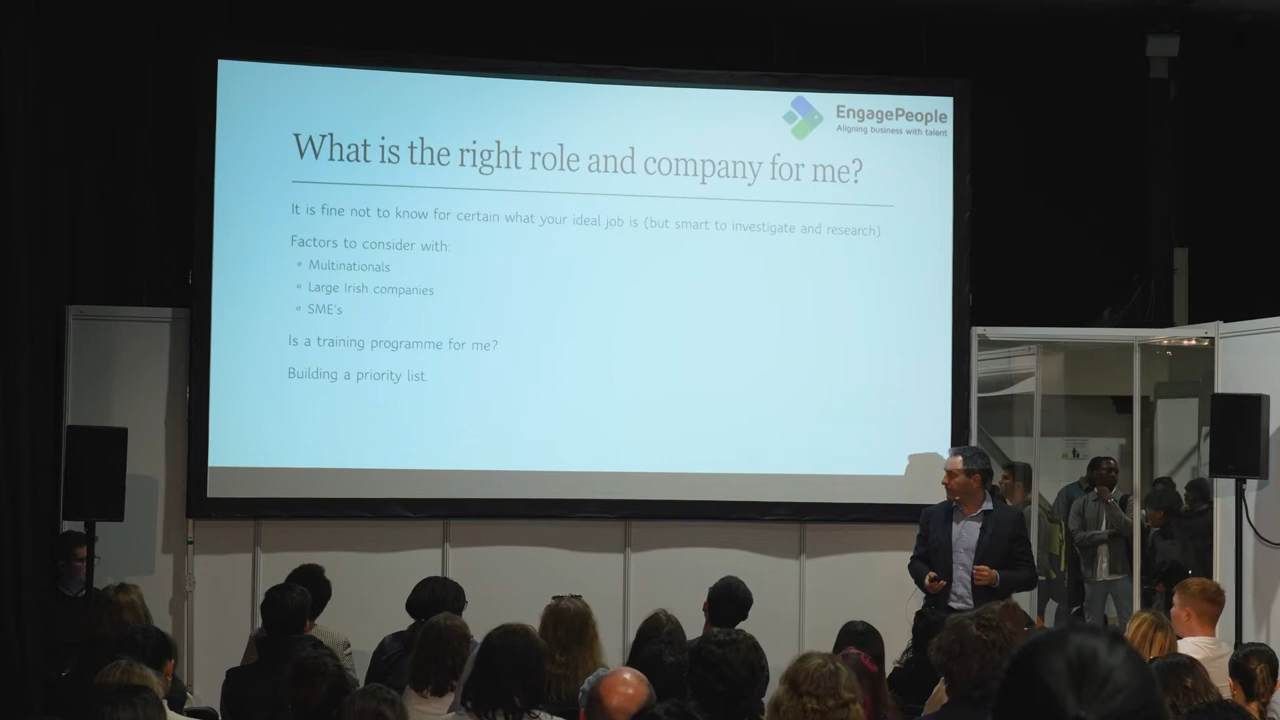 EngagePeople
Aligning business with talent
What is the right role and company for me?
It is fine not to know for certain what your ideal job is (but smart to investigate and research)
Factors to consider with:
Multinationals
Large Irish companies
SME's
Is a training programme for me?
Building a priority list.